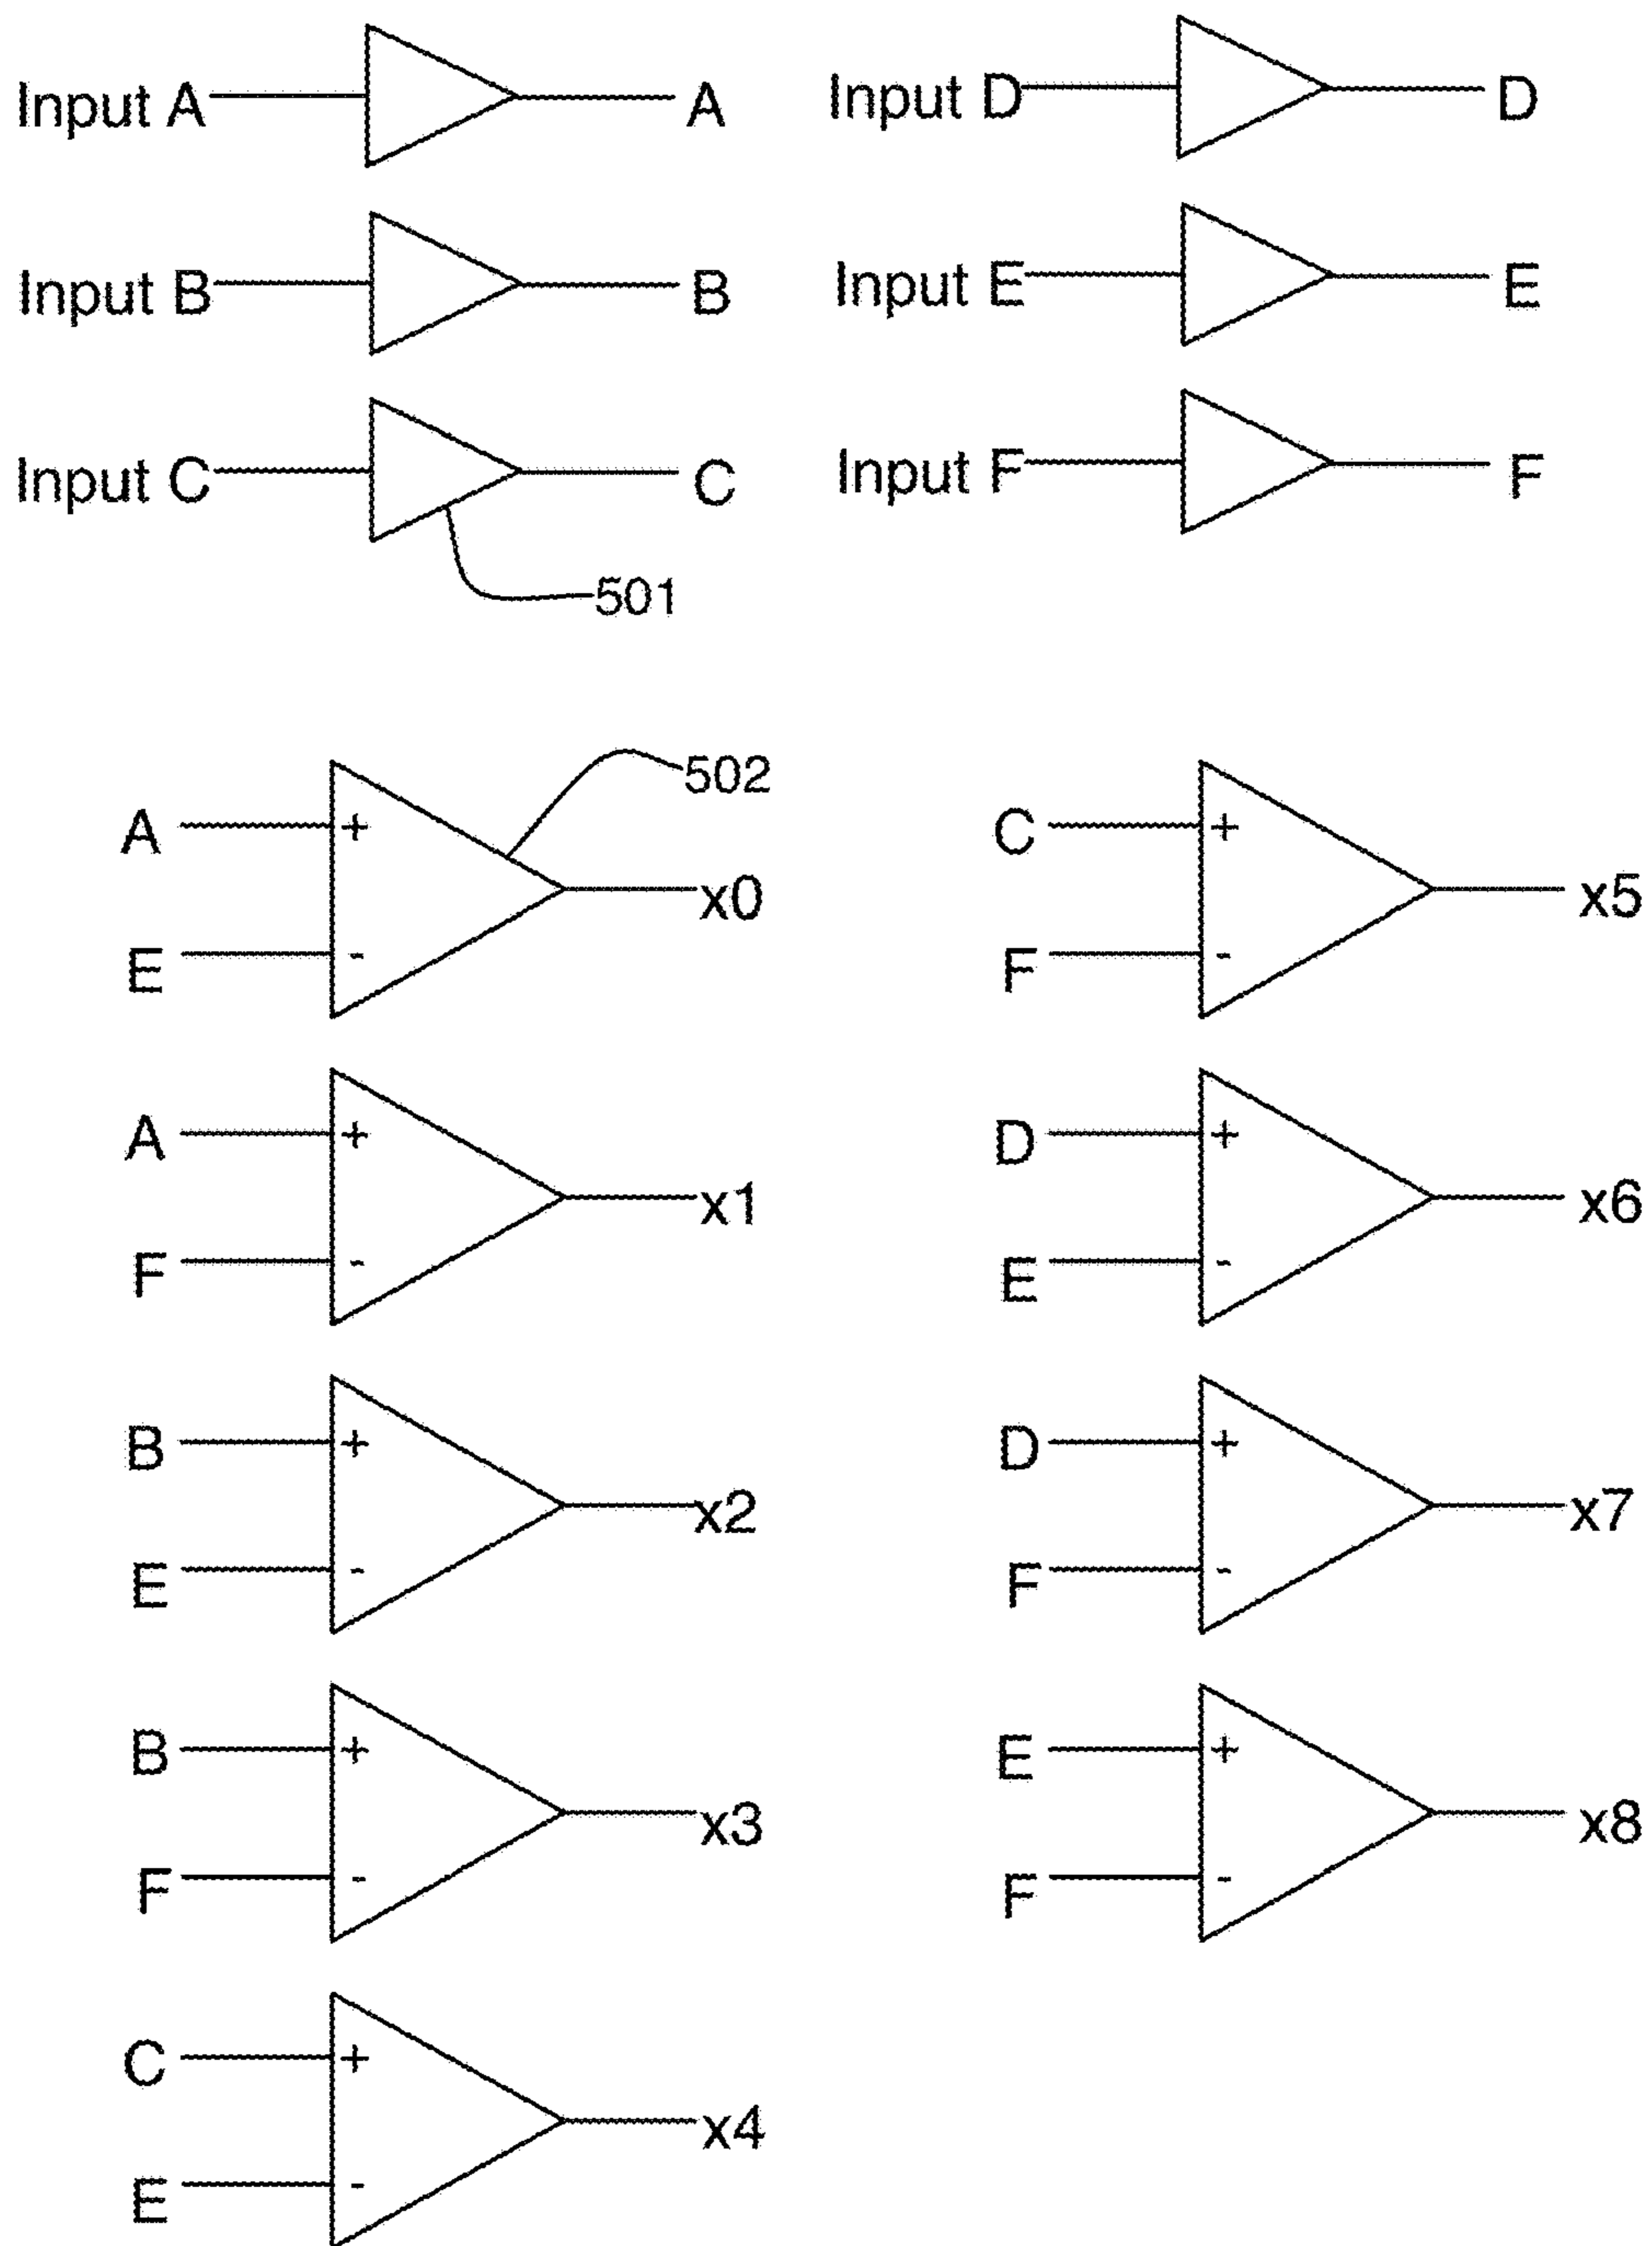 Input A A
Input D D
Input B B
Input E E
Input C C
Input F F
501
502
A + x0
E -
C + x5
F -
A + x1
F -
D + x6
E -
B + x2
E -
D + x7
F -
B + x3
F -
E + x8
F -
C + x4
E -